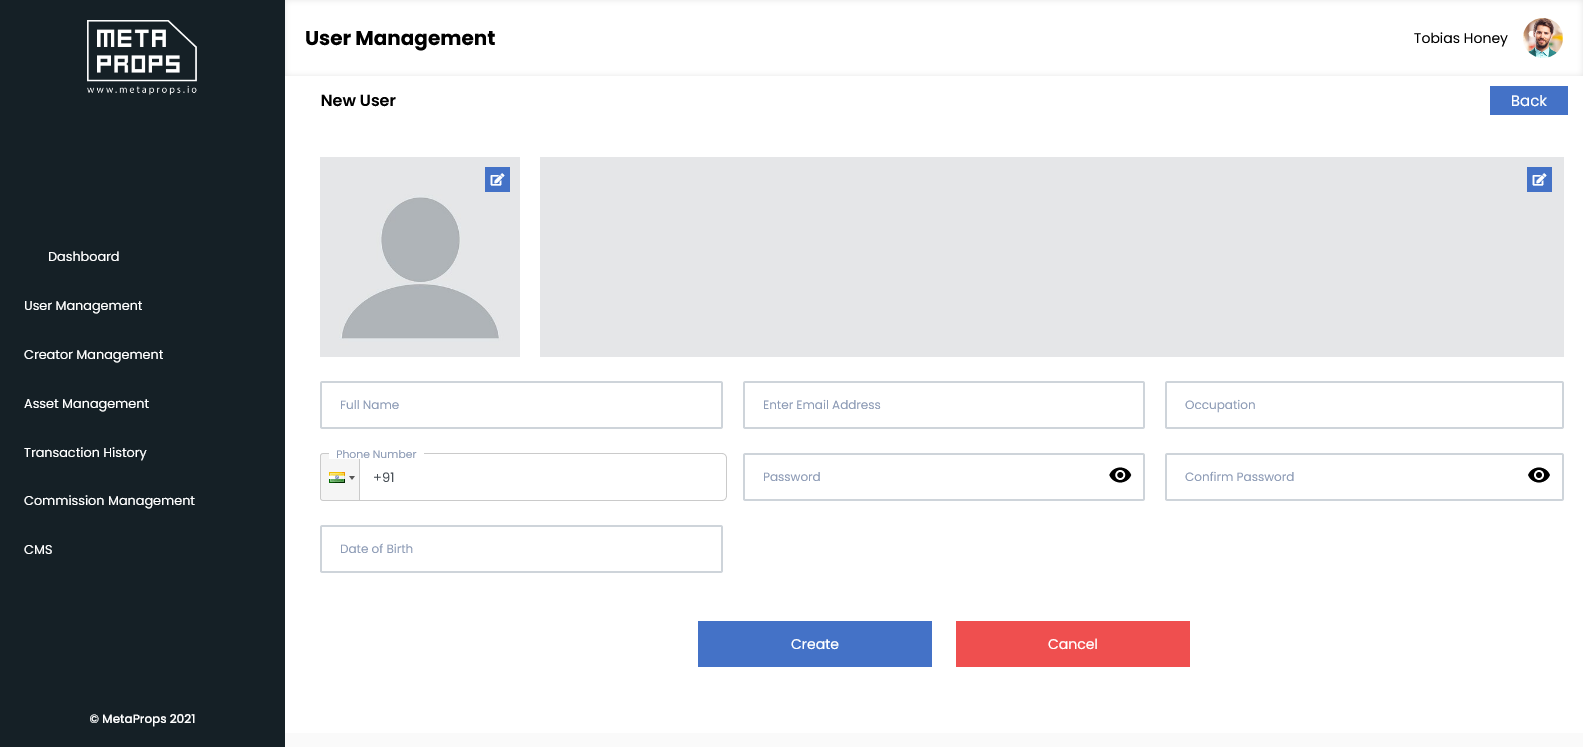 META
PROPS
www.metaprops.io
Dashboard
User Management
Creator Management
Asset Management
Transaction History
Commission Management
CMS
© MetaProps 2021
User Management
Tobias Honey
New User
Back
Full Name
Enter Email Address
Occupation
Phone Number
+91
Password
Confirm Password
Date of Birth
Create
Cancel